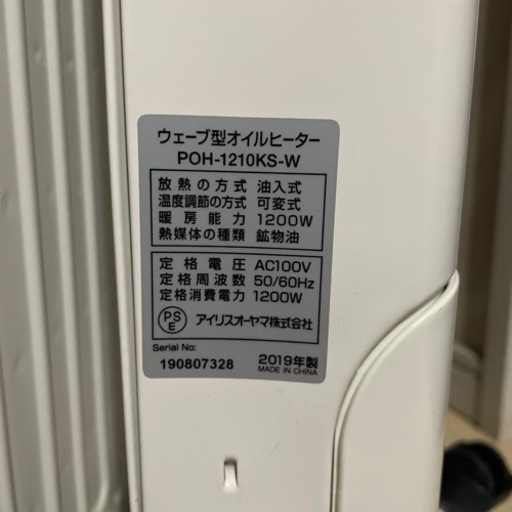 ウェーブ型オイルヒーター
POH-1210KS-W
放熱の方式 油入式
温度調節の方式 可変式
暖房能力 1200W
熱媒体の種類 鉱物油
定格電圧 AC100V
定格周波数 50/60Hz
定格消費電力 1200W
PSE アイリスオーヤマ株式会社
Serial No:
190807328 2019年製
MADE IN CHINA